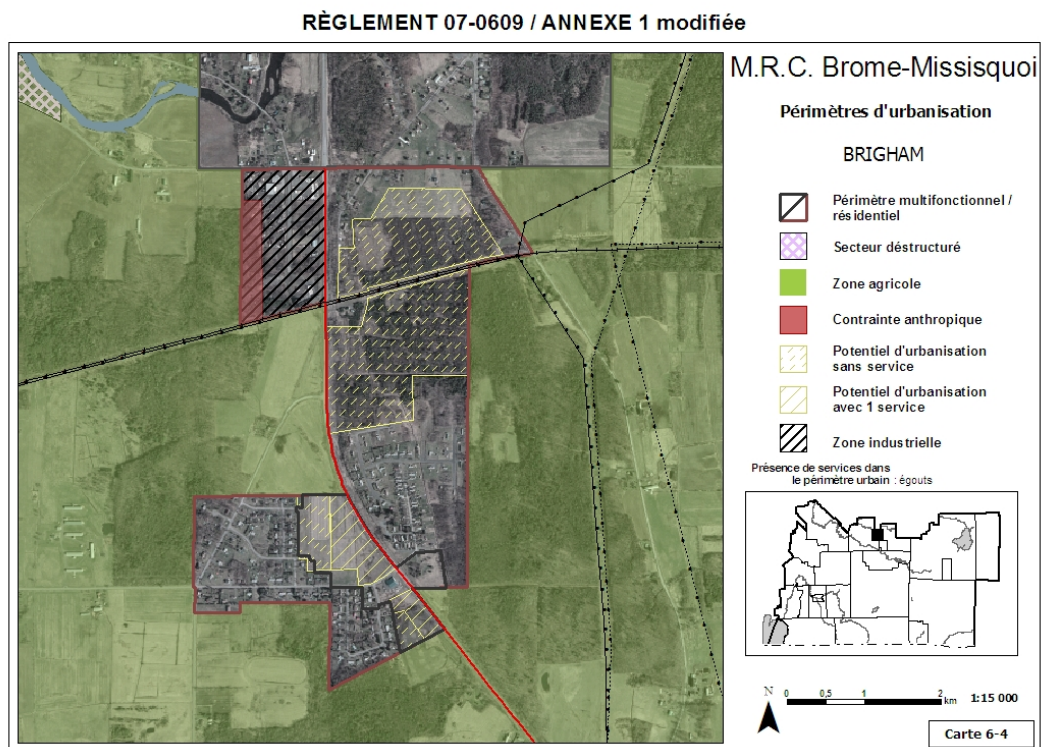 RÈGLEMENT 07-0609 / ANNEXE 1 modifiée
M.R.C. Brome-Missisquoi
Périmètres d'urbanisation
BRIGHAM
Périmètre multifonctionnel /
résidentiel
Secteur déstructuré
Zone agricole
Contrainte anthropique
Potentiel d'urbanisation
sans service
Potentiel d'urbanisation
avec 1 service
Zone industrielle
Présence de services dans
le périmètre urbain : égouts
N
0 0,5 1 2 km 1:15 000
Carte 6-4